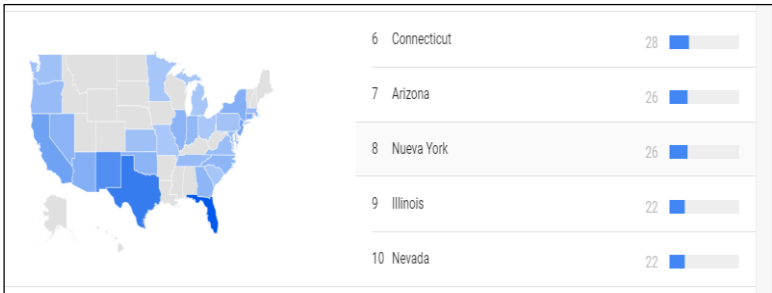 6 Connecticut 28
7 Arizona 26
8 Nueva York 26
9 Illinois 22
10 Nevada 22